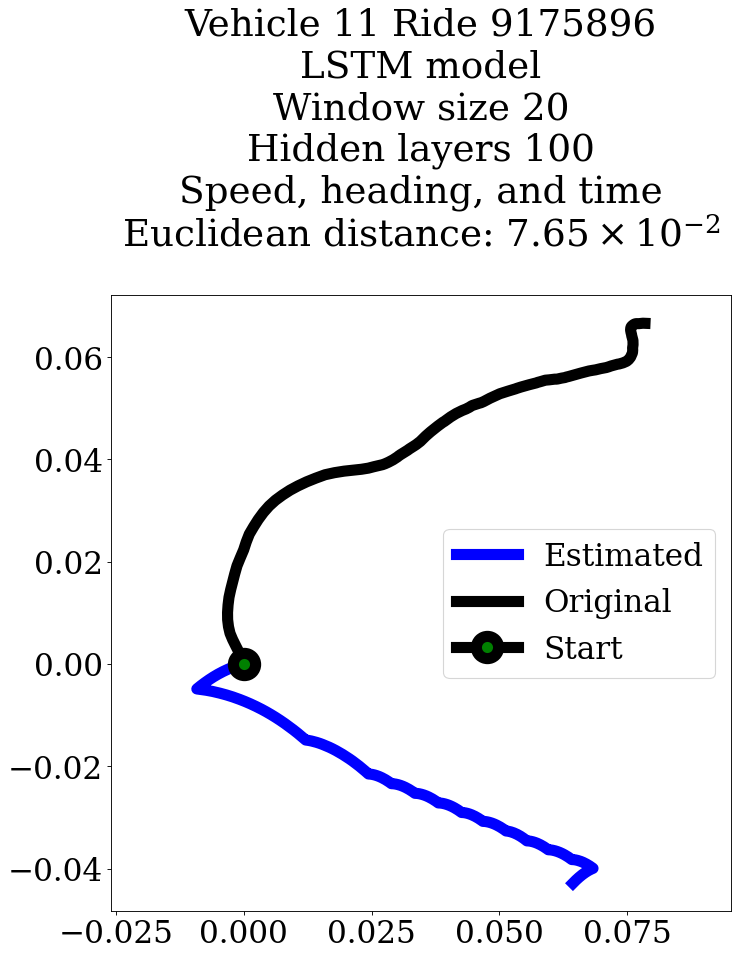 Vehicle 11 Ride 9175896
LSTM model
Window size 20
Hidden layers 100
Speed, heading, and time
Euclidean distance: 7.65 × 10⁻²
0.06
0.04
0.02
0.00
−0.02
−0.04
Estimated
Original
Start
−0.025 0.000 0.025 0.050 0.075